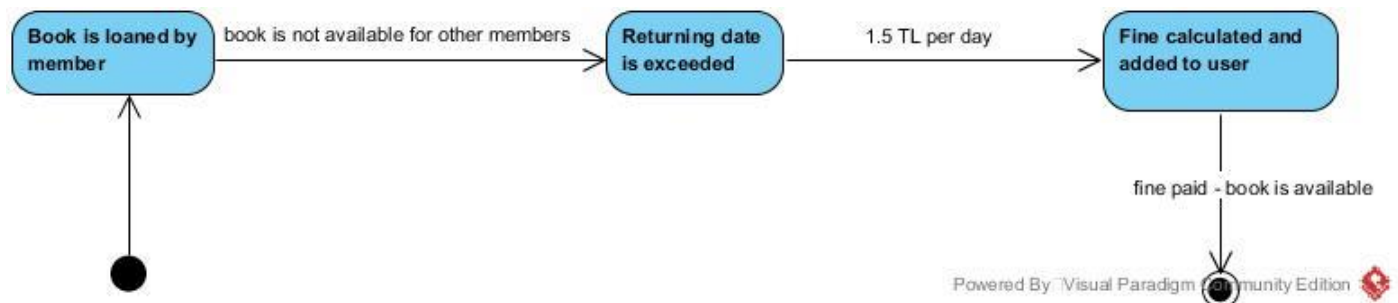 Book is loaned by
member
book is not available for other members
Returning date
is exceeded
1.5 TL per day
Fine calculated and
added to user
fine paid - book is available
Powered By Visual Paradigm Community Edition